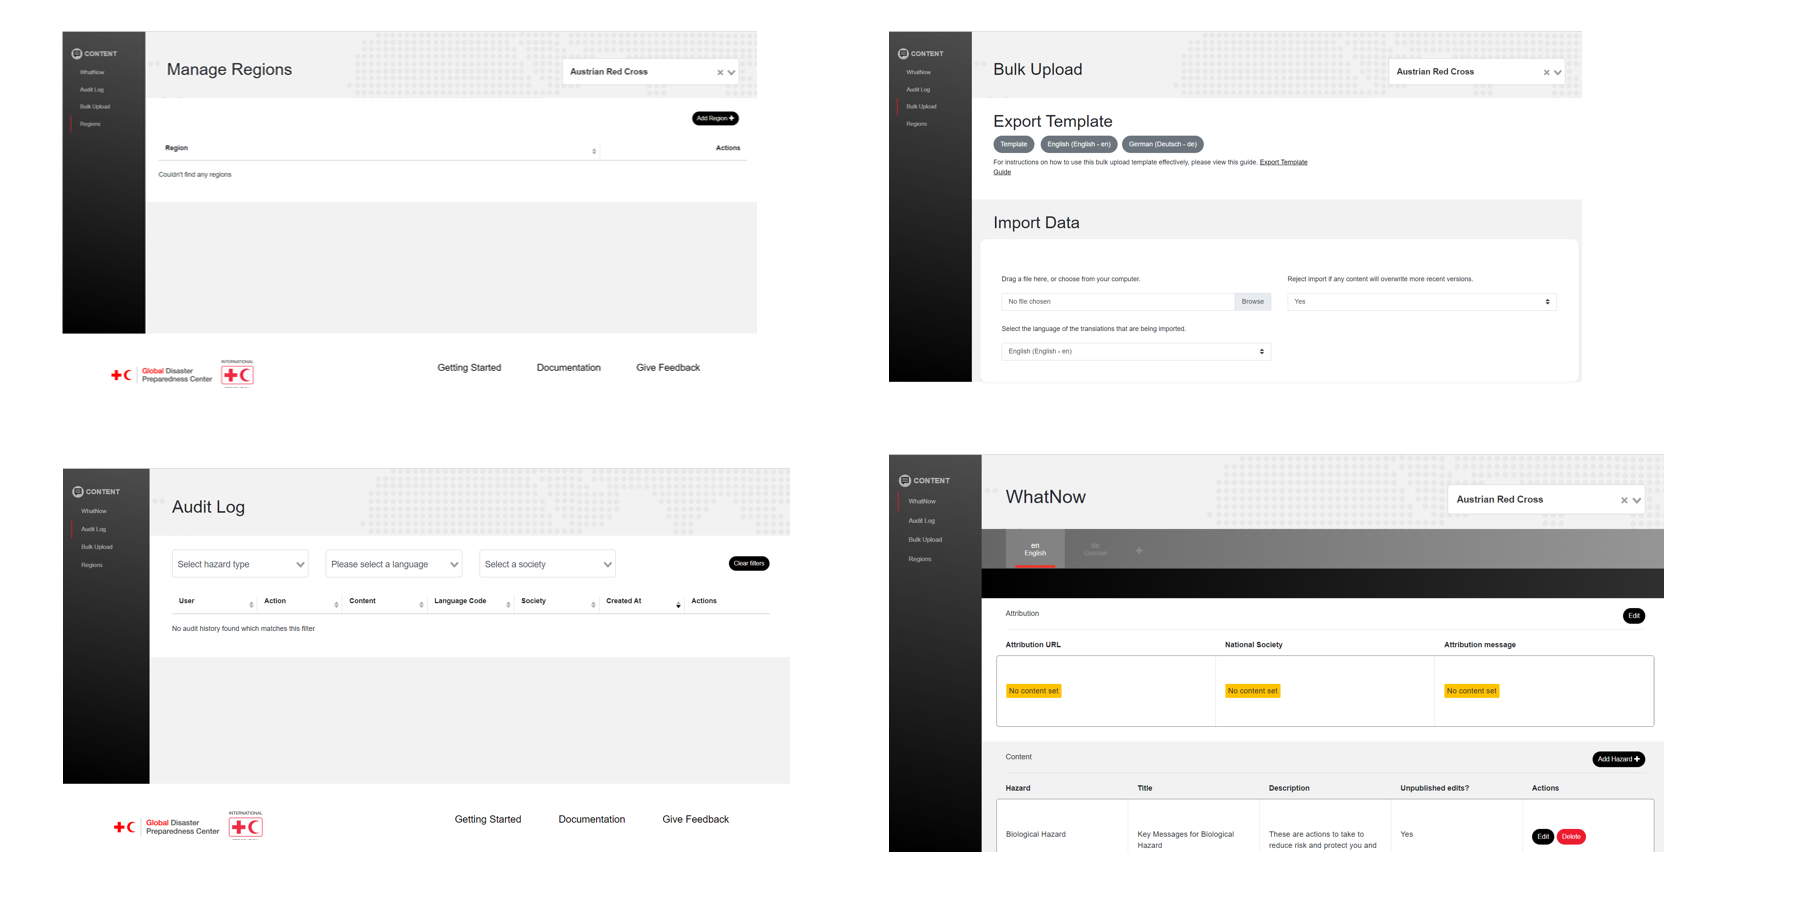 CONTENT
WhatNow
Audit Log
Bulk Upload
Regions
Manage Regions
Austrian Red Cross
Add Region
Region
Actions
Couldn't find any regions
Global Disaster
Preparedness Center
INTERNATIONAL
Getting Started
Documentation
Give Feedback
CONTENT
WhatNow
Audit Log
Bulk Upload
Regions
Bulk Upload
Austrian Red Cross
Export Template
Template
English (English - en)
German (Deutsch - de)
For instructions on how to use this bulk upload template effectively, please view this guide. Export Template
Guide
Import Data
Drag a file here, or choose from your computer.
No file chosen
Browse
Reject import if any content will overwrite more recent versions.
Yes
Select the language of the translations that are being imported.
English (English - en)
CONTENT
WhatNow
Audit Log
Bulk Upload
Regions
Audit Log
Select hazard type
Please select a language
Select a society
Clear filters
User
Action
Content
Language Code
Society
Created At
Actions
No audit history found which matches this filter
Global Disaster
Preparedness Center
INTERNATIONAL
Getting Started
Documentation
Give Feedback
CONTENT
WhatNow
Audit Log
Bulk Upload
Regions
WhatNow
Austrian Red Cross
en
English
de
German
Attribution
Edit
Attribution URL
National Society
Attribution message
No content set
No content set
No content set
Content
Add Hazard
Hazard
Title
Description
Unpublished edits?
Actions
Biological Hazard
Key Messages for Biological
Hazard
These are actions to take to
reduce risk and protect you and
Yes
Edit
Delete